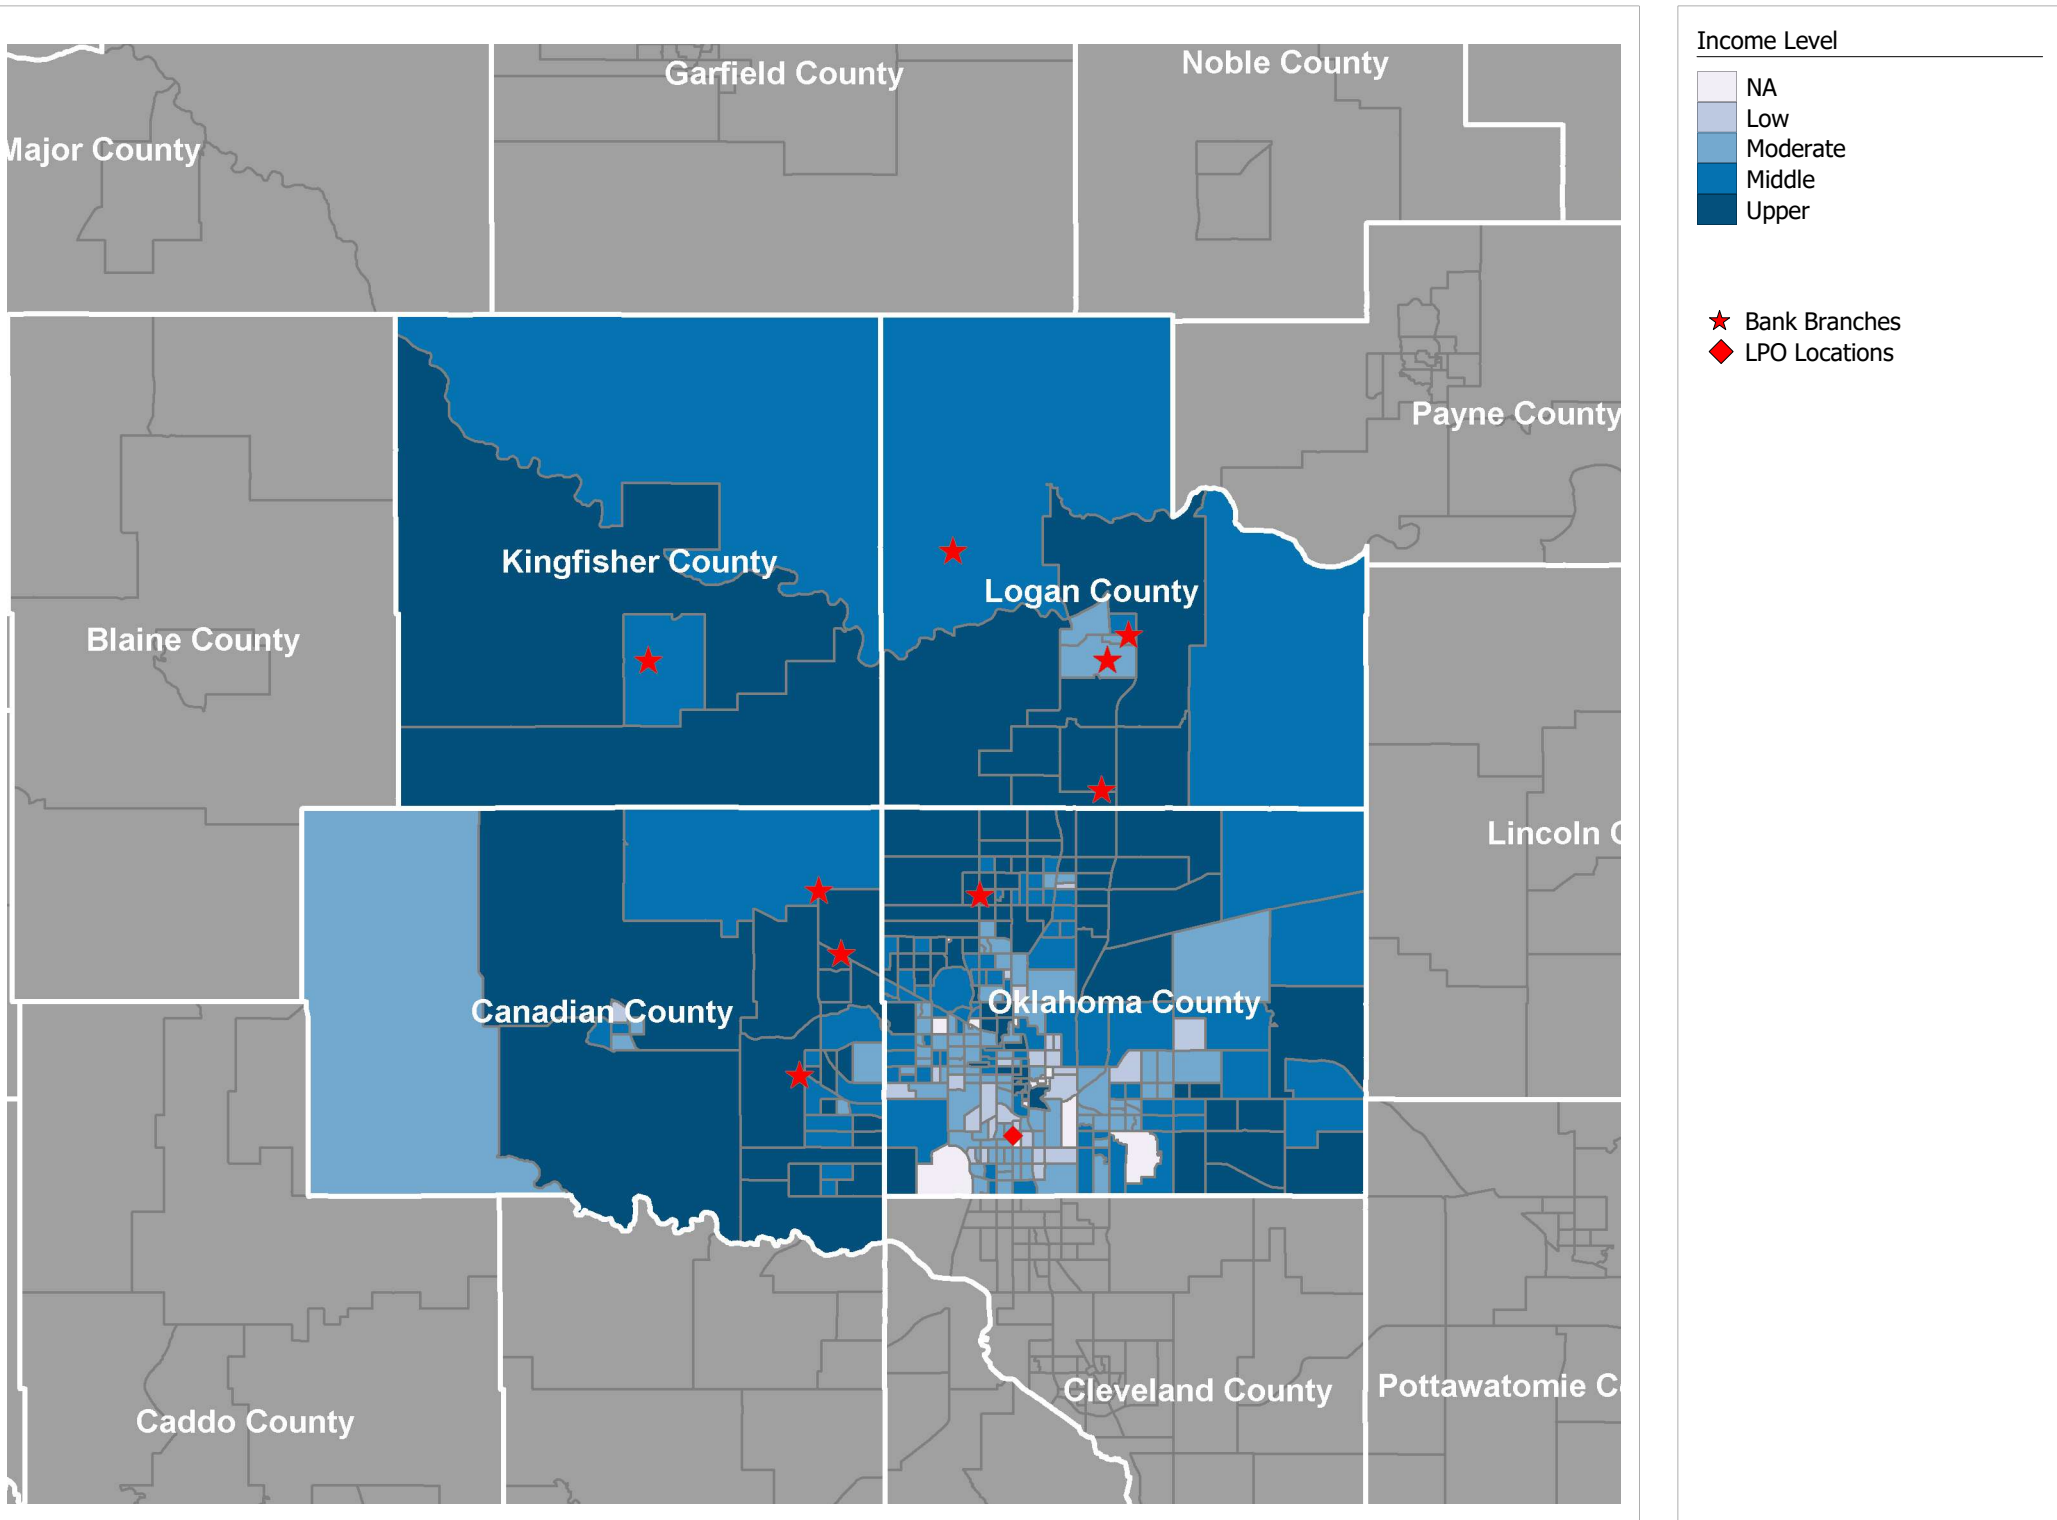 Garfield County
Noble County
Major County
Payne County
Kingfisher County
Logan County
Blaine County
Lincoln C
Canadian County
Oklahoma County
Cleveland County
Pottawatomie Co
Caddo County
Income Level
NA
Low
Moderate
Middle
Upper
Bank Branches
LPO Locations